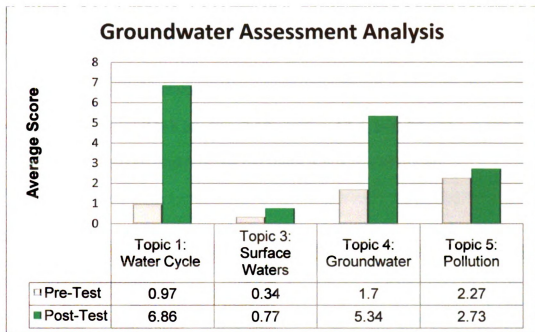 Groundwater Assessment Analysis
Average Score
8
7
6
5
4
3
2
1
0
Topic 1: Water Cycle
Topic 3: Surface Waters
Topic 4: Groundwater
Topic 5: Pollution
Pre-Test 0.97 0.34 1.7 2.27
Post-Test 6.86 0.77 5.34 2.73